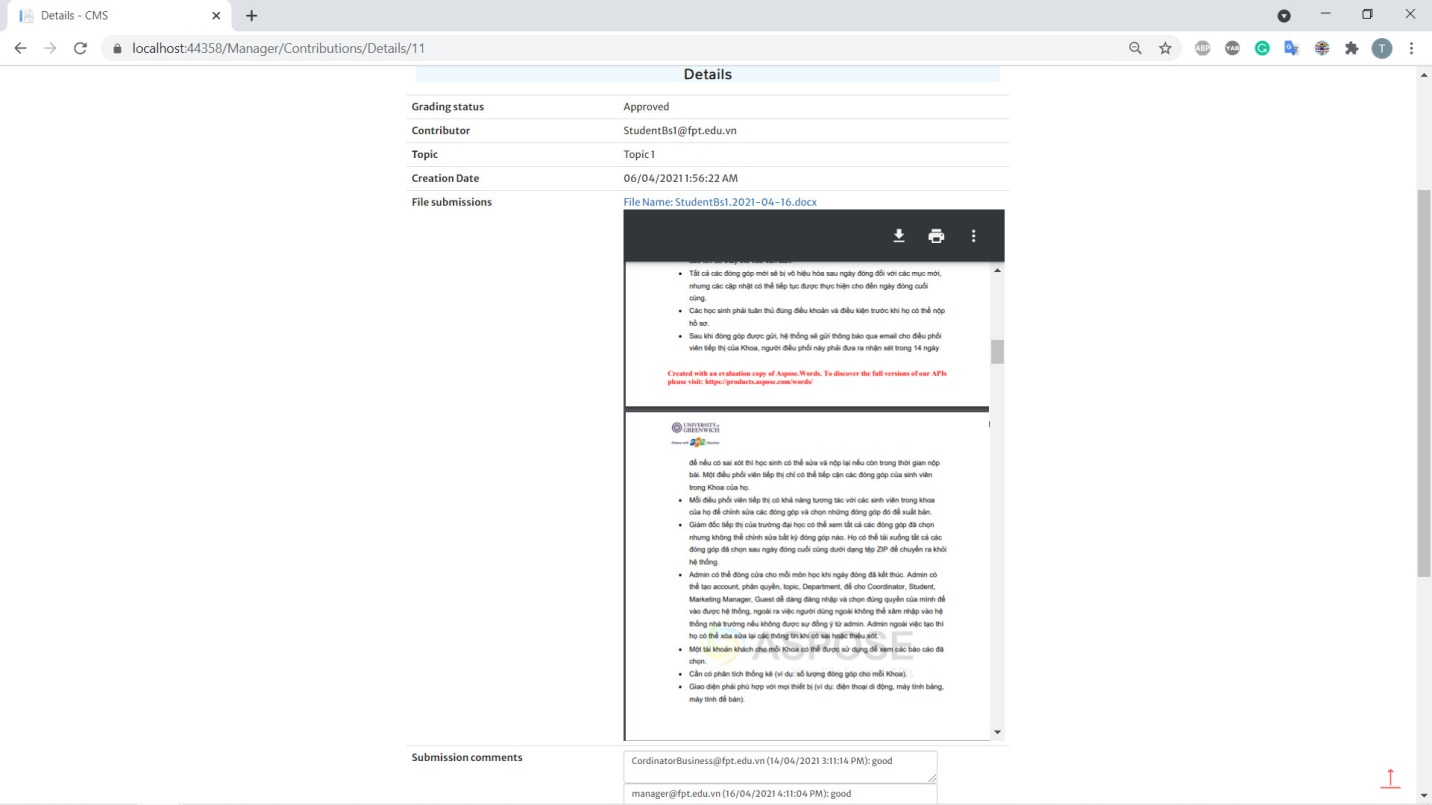 Details - CMS
localhost:44358/Manager/Contributions/Details/11
ABP
YAB
G
T
Details
Grading status Approved
Contributor StudentBs1@fpt.edu.vn
Topic Topic 1
Creation Date 06/04/2021 1:56:22 AM
File submissions File Name: StudentBs1.2021-04-16.docx
• Tất cả các đóng góp mới sẽ bị vô hiệu hóa sau ngày đóng đối với các mục mới,
nhưng các cập nhật có thể tiếp tục được thực hiện cho đến ngày đóng cuối
cùng.
• Các học sinh phải tuân thủ đúng điều khoản và điều kiện trước khi họ có thể nộp
hồ sơ.
• Sau khi đóng góp được gửi, hệ thống sẽ gửi thông báo qua email cho điều phối
viên tiếp thị của Khoa, người điều phối này phải đưa ra nhận xét trong 14 ngày
Created with an evaluation copy of Aspose.Words. To discover the full versions of our APIs
please visit: https://products.aspose.com/words/
UNIVERSITY of
GREENWICH
Alliance with FPT Education
để nếu có sai xót thì học sinh có thể sửa và nộp lại nếu còn trong thời gian nộp
bài. Một điều phối viên tiếp thị chỉ có thể tiếp cận các đóng góp của sinh viên
trong Khoa của họ.
• Mỗi điều phối viên tiếp thị có khả năng tương tác với các sinh viên trong khoa
của họ để chỉnh sửa các đóng góp và chọn những đóng góp đó để xuất bản.
• Giám đốc tiếp thị của trường đại học có thể xem tất cả các đóng góp đã chọn
nhưng không thể chỉnh sửa bất kỳ đóng góp nào. Họ có thể tải xuống tất cả các
đóng góp đã chọn sau ngày đóng cuối cùng dưới dạng tệp ZIP để chuyển ra khỏi
hệ thống.
• Admin có thể đóng cửa cho mỗi môn học khi ngày đóng đã kết thúc. Admin có
thể tạo account, phân quyền, topic, Department, để cho Coordinator, Student,
Marketing Manager, Guest dễ dàng đăng nhập và chọn đúng quyền của mình để
vào được hệ thống, ngoài ra việc người dùng ngoài không thể xâm nhập vào hệ
thống nhà trường nếu không được sự đồng ý từ admin. Admin ngoài việc tạo thì
họ có thể xóa sửa lại các thông tin khi có sai hoặc thiếu xót.
ASPOSE
• Một tài khoản khách cho mỗi Khoa có thể được sử dụng để xem các báo cáo đã
chọn.
• Cần có phân tích thống kê (ví dụ: số lượng đóng góp cho mỗi Khoa).
• Giao diện phải phù hợp với mọi thiết bị (ví dụ: điện thoại di động, máy tính bảng,
máy tính để bàn).
Submission comments CordinatorBusiness@fpt.edu.vn (14/04/2021 3:11:14 PM): good
manager@fpt.edu.vn (16/04/2021 4:11:04 PM): good